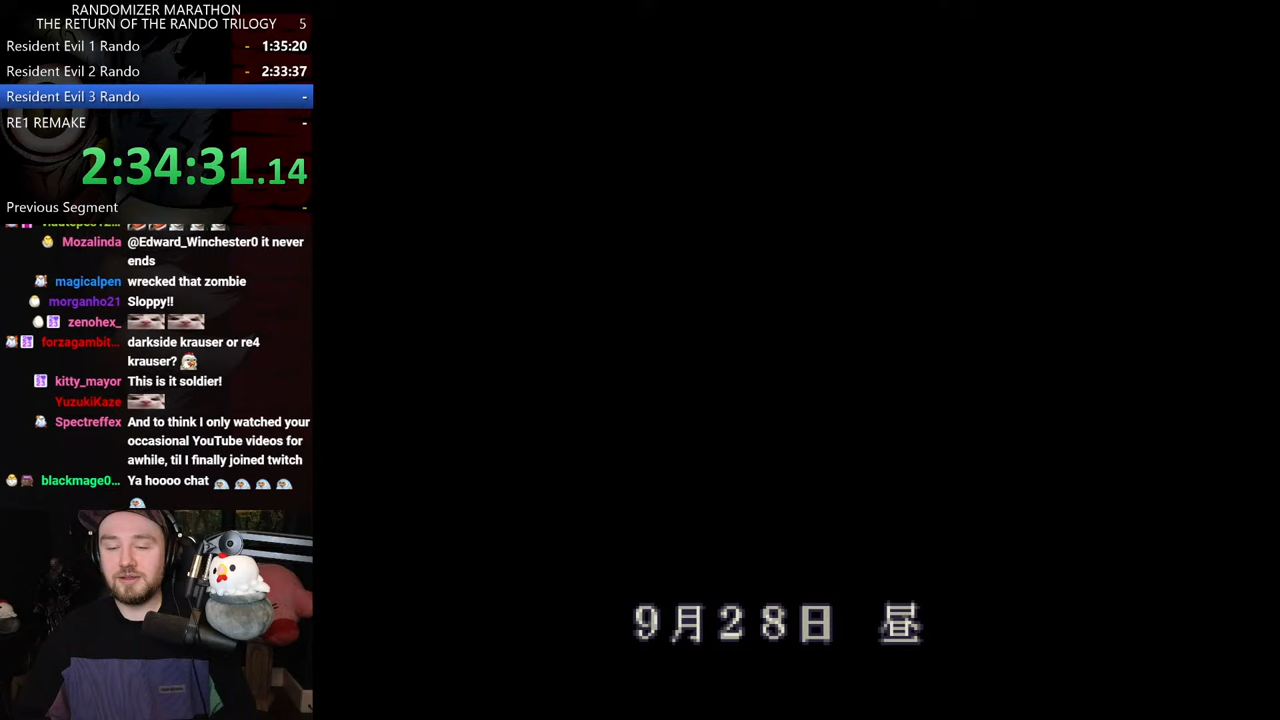 RANDOMIZER MARATHON
THE RETURN OF THE RANDO TRILOGY 5
Resident Evil 1 Rando - 1:35:20
Resident Evil 2 Rando - 2:33:37
Resident Evil 3 Rando -
RE1 REMAKE -
2:34:31.14
Previous Segment -
Mozalinda @Edward_Winchester0 it never
ends
magicalpen wrecked that zombie
morganho21 Sloppy!!
zenohex_
forzagambit... darkside krauser or re4
krauser?
kitty_mayor This is it soldier!
YuzukiKaze
Spectreffex And to think I only watched your
occasional YouTube videos for
awhile, til I finally joined twitch
blackmage0... Ya hoooo chat
9月28日 昼